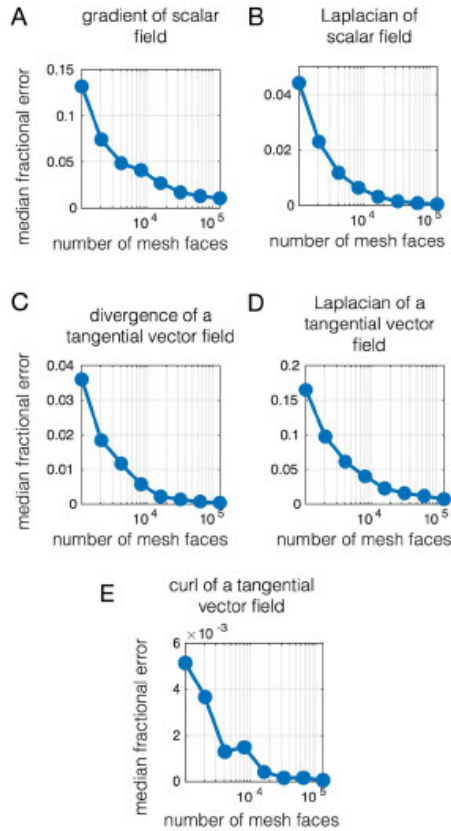 A
gradient of scalar
field
0.15
0.1
0.05
0
10^4
10^5
median fractional error
number of mesh faces
B
Laplacian of
scalar field
0.04
0.02
0
10^4
10^5
number of mesh faces
C
divergence of a
tangential vector field
0.04
0.03
0.02
0.01
0
10^4
10^5
median fractional error
number of mesh faces
D
Laplacian of a
tangential vector
field
0.2
0.15
0.1
0.05
0
10^4
10^5
number of mesh faces
E
curl of a tangential
vector field
× 10^-3
6
4
2
0
10^4
10^5
median fractional error
number of mesh faces